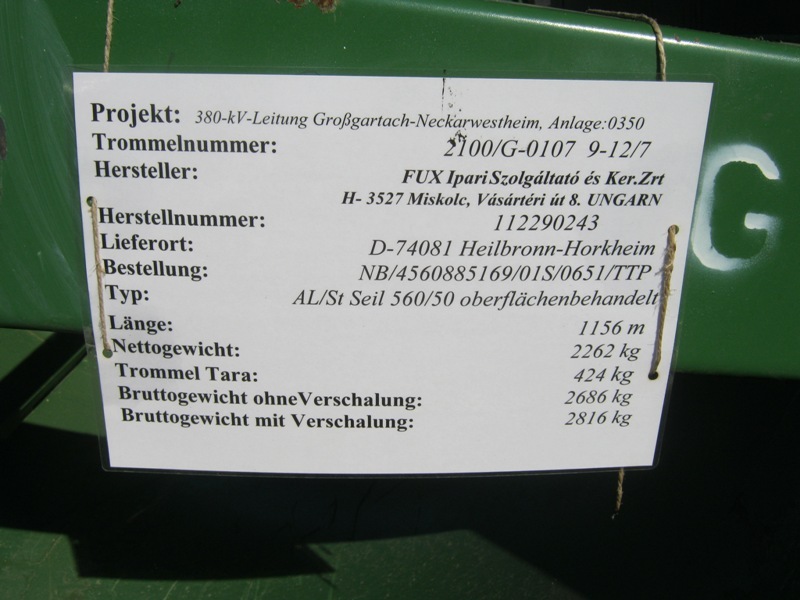 Projekt: 380-kV-Leitung Großgartach-Neckarwestheim, Anlage:0350
Trommelnummer: 2100/G-0107 9-12/7
Hersteller: FUX Ipari Szolgáltató és Ker.Zrt
H- 3527 Miskolc, Vásártéri út 8. UNGARN
Herstellnummer: 112290243
Lieferort: D-74081 Heilbronn-Horkheim
Bestellung: NB/4560885169/01S/0651/TTP
Typ: AL/St Seil 560/50 oberflächenbehandelt
Länge: 1156 m
Nettogewicht: 2262 kg
Trommel Tara: 424 kg
Bruttogewicht ohneVerschalung: 2686 kg
Bruttogewicht mit Verschalung: 2816 kg
G